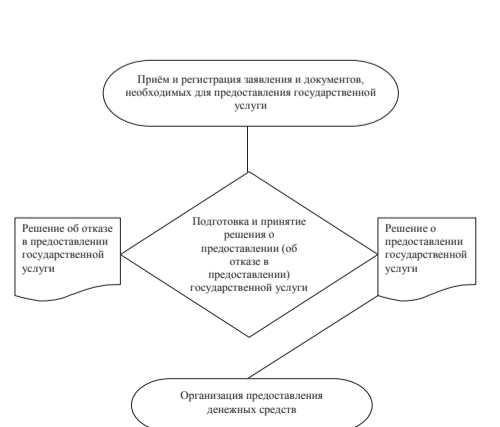 Приём и регистрация заявления и документов,
необходимых для предоставления государственной
услуги
Решение об отказе
в предоставлении
государственной
услуги
Подготовка и принятие
решения о
предоставлении (об
отказе в
предоставлении)
государственной услуги
Решение о
предоставлении
государственной
услуги
Организация предоставления
денежных средств